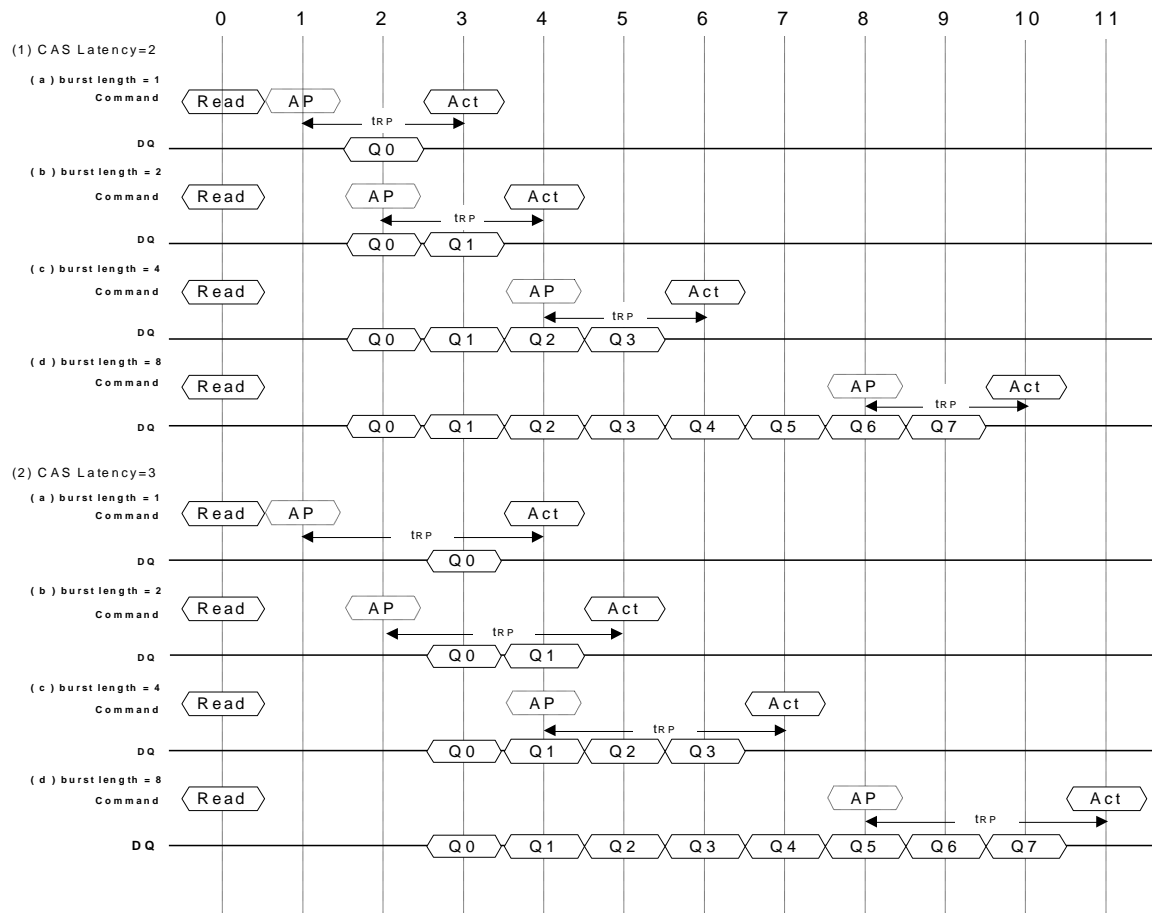 0 1 2 3 4 5 6 7 8 9 10 11
(1) CAS Latency=2
(a) burst length = 1
Command Read AP Act
tRP
DQ Q0
(b) burst length = 2
Command Read AP Act
tRP
DQ Q0 Q1
(c) burst length = 4
Command Read AP Act
tRP
DQ Q0 Q1 Q2 Q3
(d) burst length = 8
Command Read AP Act
tRP
DQ Q0 Q1 Q2 Q3 Q4 Q5 Q6 Q7
(2) CAS Latency=3
(a) burst length = 1
Command Read AP Act
tRP
DQ Q0
(b) burst length = 2
Command Read AP Act
tRP
DQ Q0 Q1
(c) burst length = 4
Command Read AP Act
tRP
DQ Q0 Q1 Q2 Q3
(d) burst length = 8
Command Read AP Act
tRP
DQ Q0 Q1 Q2 Q3 Q4 Q5 Q6 Q7